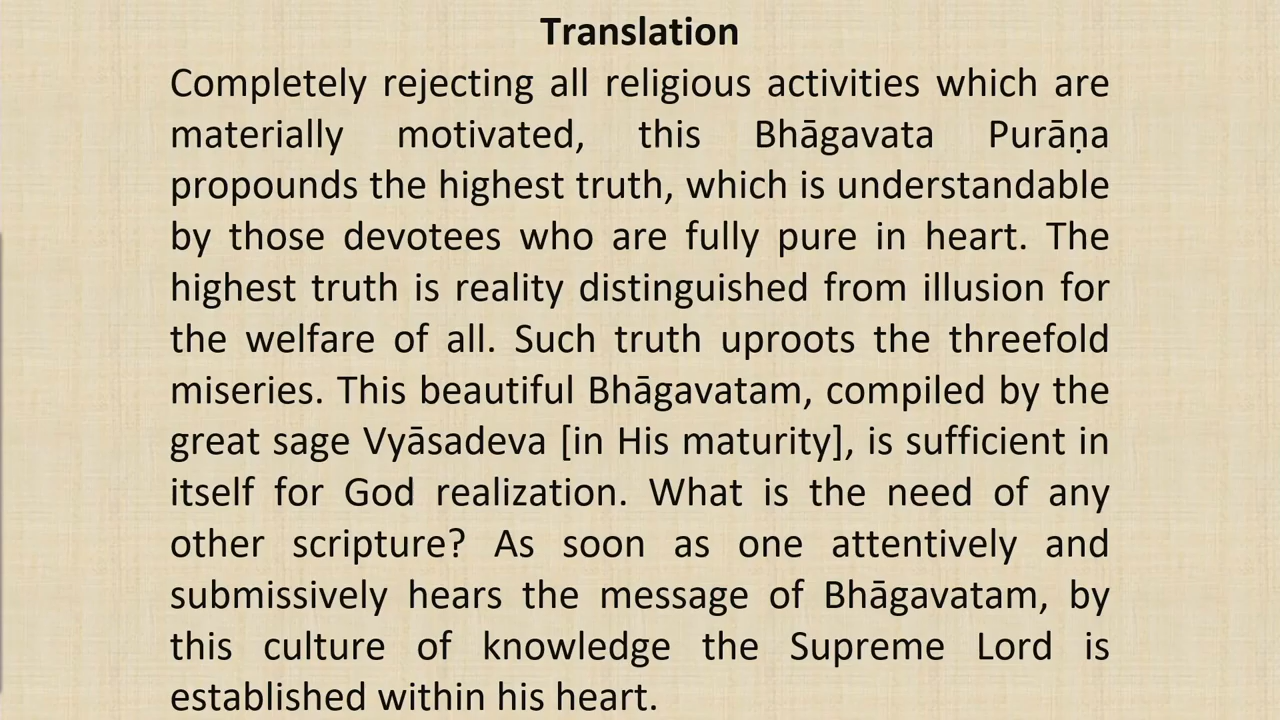 Translation
Completely rejecting all religious activities which are
materially motivated, this Bhāgavata Purāṇa
propounds the highest truth, which is understandable
by those devotees who are fully pure in heart. The
highest truth is reality distinguished from illusion for
the welfare of all. Such truth uproots the threefold
miseries. This beautiful Bhāgavatam, compiled by the
great sage Vyāsadeva [in His maturity], is sufficient in
itself for God realization. What is the need of any
other scripture? As soon as one attentively and
submissively hears the message of Bhāgavatam, by
this culture of knowledge the Supreme Lord is
established within his heart.